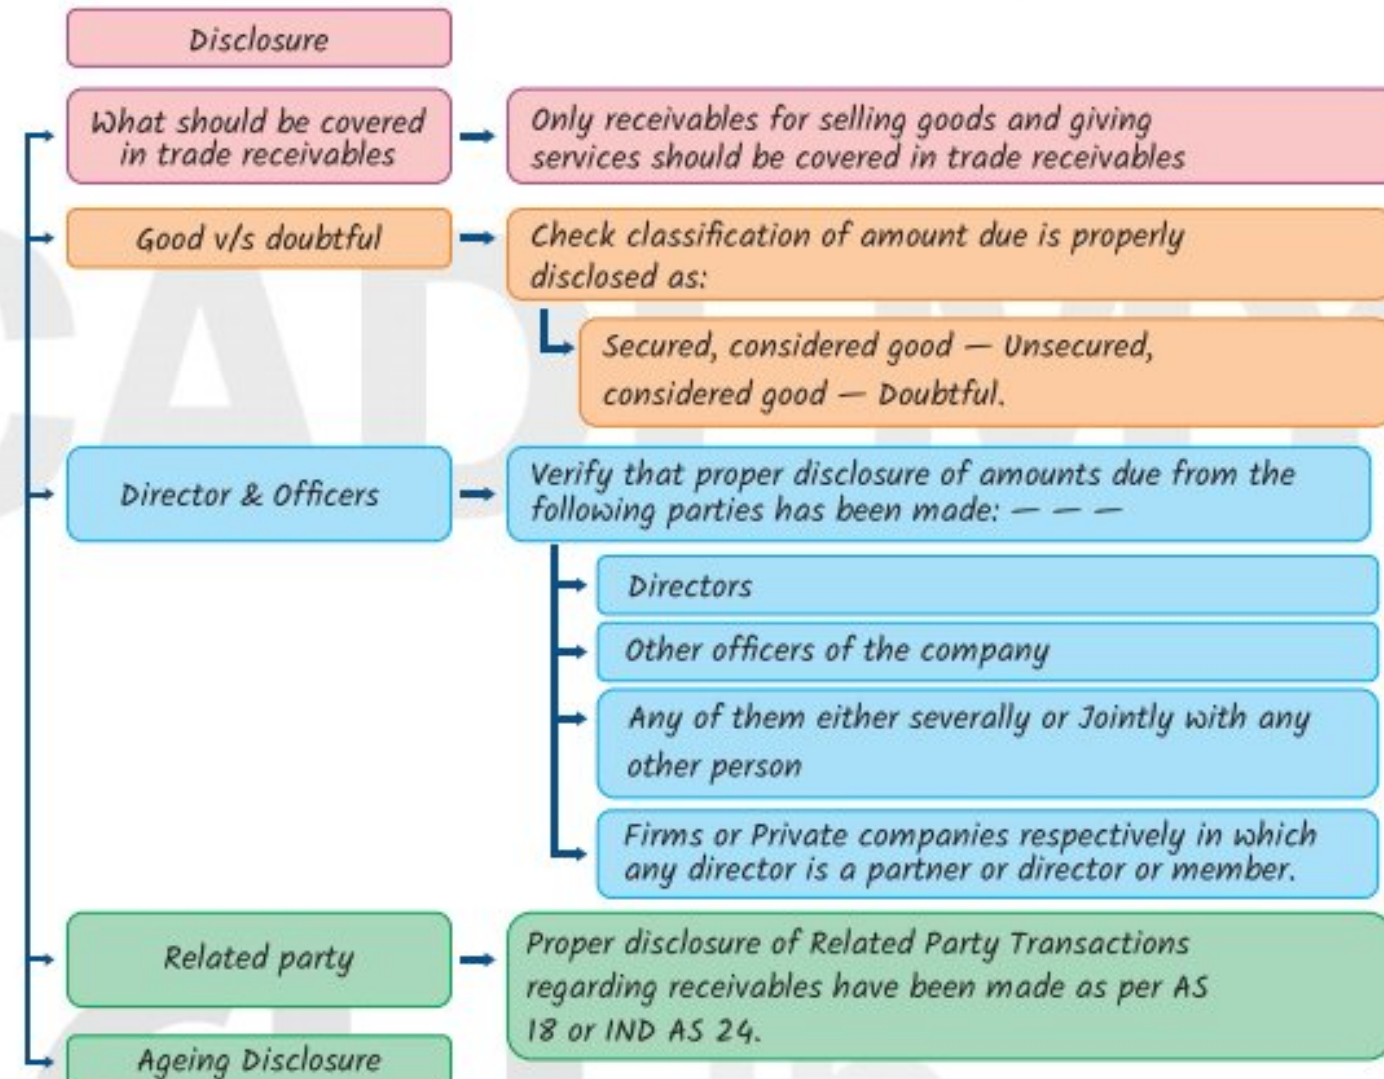 Disclosure
What should be covered
in trade receivables
Only receivables for selling goods and giving
services should be covered in trade receivables
Good v/s doubtful
Check classification of amount due is properly
disclosed as:
Secured, considered good — Unsecured,
considered good — Doubtful.
Director & Officers
Verify that proper disclosure of amounts due from the
following parties has been made: — — —
Directors
Other officers of the company
Any of them either severally or Jointly with any
other person
Firms or Private companies respectively in which
any director is a partner or director or member.
Related party
Proper disclosure of Related Party Transactions
regarding receivables have been made as per AS
18 or IND AS 24.
Ageing Disclosure